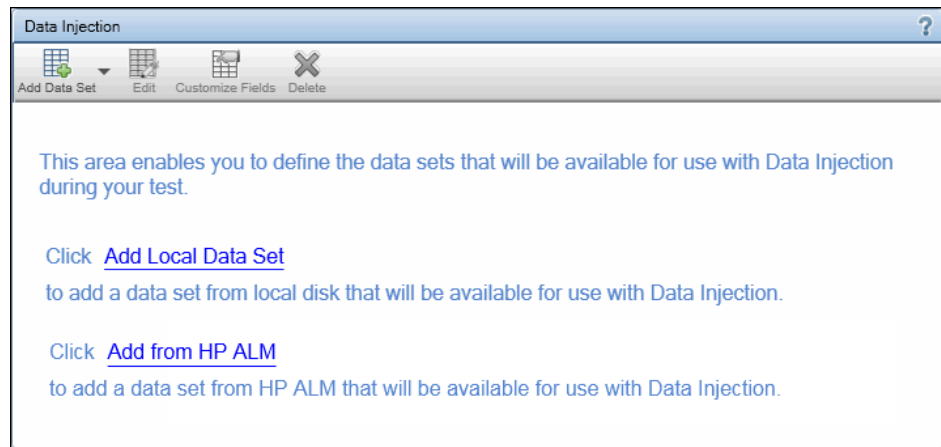 Data Injection ?
Add Data Set Edit Customize Fields Delete
This area enables you to define the data sets that will be available for use with Data Injection
during your test.
Click Add Local Data Set
to add a data set from local disk that will be available for use with Data Injection.
Click Add from HP ALM
to add a data set from HP ALM that will be available for use with Data Injection.